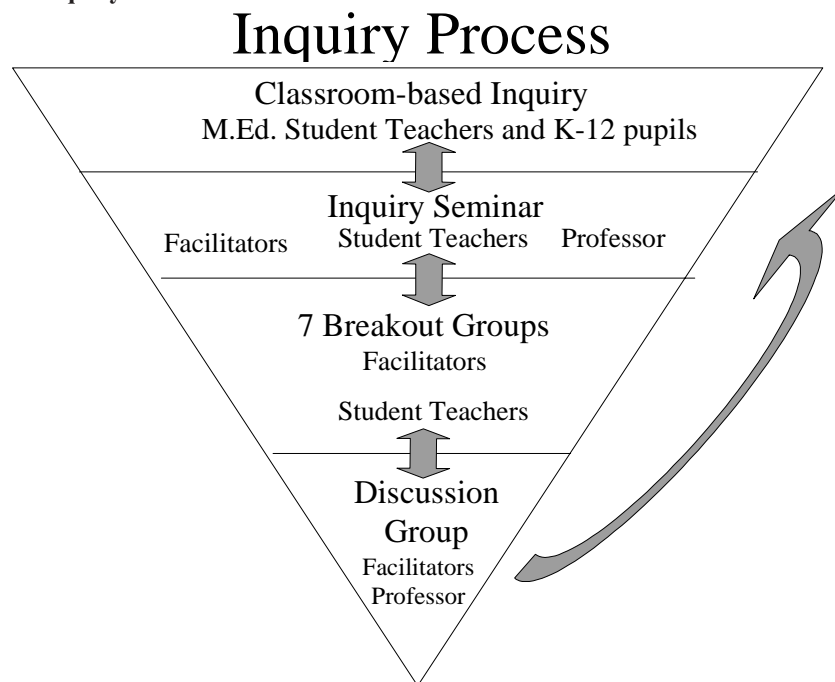 Inquiry Process
Classroom-based Inquiry
M.Ed. Student Teachers and K-12 pupils
Inquiry Seminar
Facilitators Student Teachers Professor
7 Breakout Groups
Facilitators
Student Teachers
Discussion
Group
Facilitators
Professor